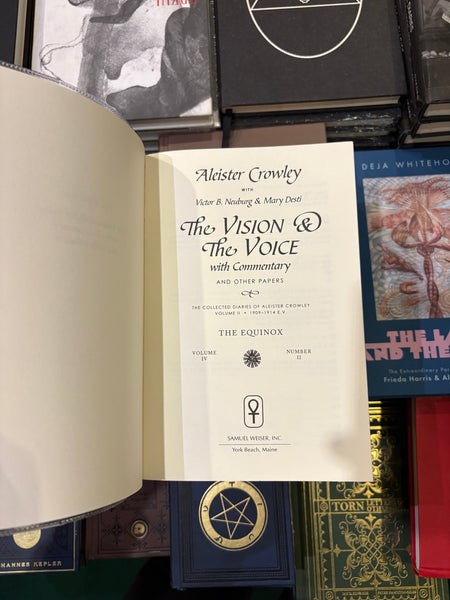 Aleister Crowley
WITH
Victor B. Neuburg & Mary Desti
The VISION &
The VOICE
with Commentary
AND OTHER PAPERS
THE COLLECTED DIARIES OF ALEISTER CROWLEY
VOLUME II • 1909–1914 E.V.
THE EQUINOX
VOLUME
IV
NUMBER
II
SAMUEL WEISER, INC.
York Beach, Maine
DEJA WHITEHO
THE LA
AND THE
The Extraordinary Par
Frieda Harris & Al
HANNES KEPLER
TORN